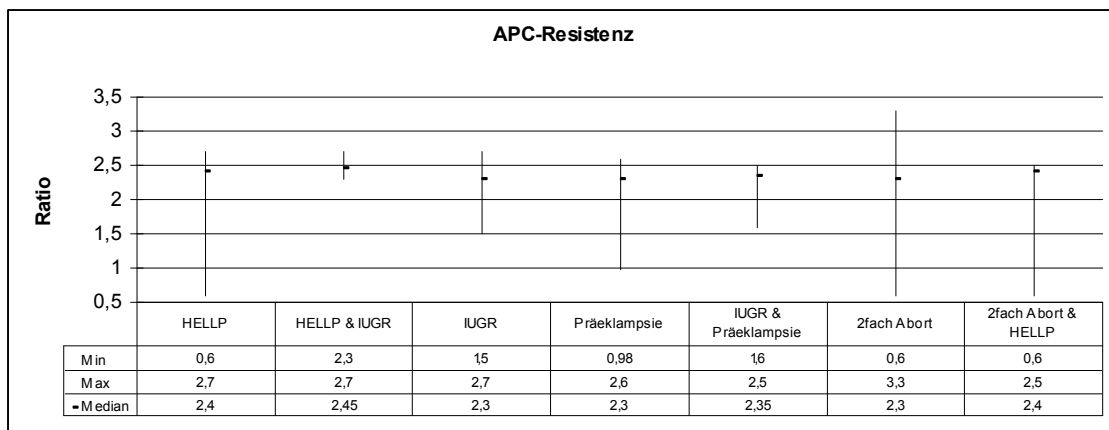 APC-Resistenz
Ratio
3,5
3
2,5
2
1,5
1
0,5
HELLP HELLP & IUGR IUGR Präeklampsie IUGR & Präeklampsie 2fach Abort 2fach Abort & HELLP
Min 0,6 2,3 1,5 0,98 1,6 0,6 0,6
Max 2,7 2,7 2,7 2,6 2,5 3,3 2,5
Median 2,4 2,45 2,3 2,3 2,35 2,3 2,4